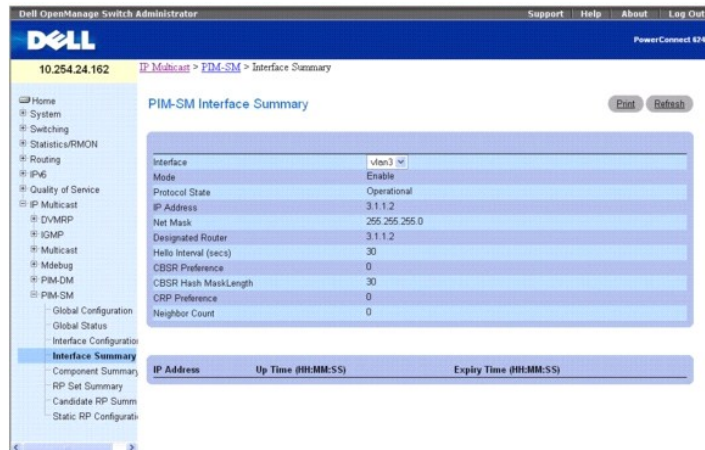 Dell OpenManage Switch Administrator Support Help About Log Out
DELL
PowerConnect 624
10.254.24.162
IP Multicast > PIM-SM > Interface Summary
Home
System
Switching
Statistics/RMON
Routing
IPv6
Quality of Service
IP Multicast
DVMRP
IGMP
Multicast
Mdebug
PIM-DM
PIM-SM
Global Configuration
Global Status
Interface Configuration
Interface Summary
Component Summary
RP Set Summary
Candidate RP Summ
Static RP Configurati
PIM-SM Interface Summary
Print Refresh
Interface vlan3
Mode Enable
Protocol State Operational
IP Address 3.1.1.2
Net Mask 255.255.255.0
Designated Router 3.1.1.2
Hello Interval (secs) 30
CBSR Preference 0
CBSR Hash MaskLength 30
CRP Preference 0
Neighbor Count 0
IP Address Up Time (HH:MM:SS) Expiry Time (HH:MM:SS)